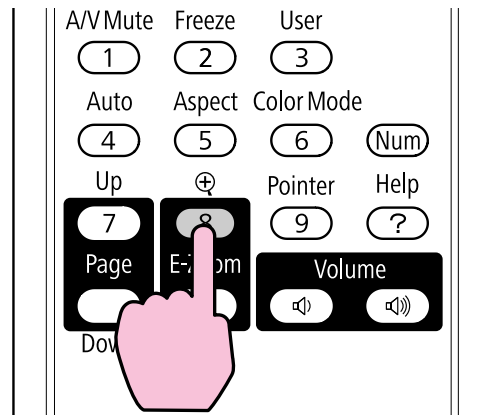 A/V Mute Freeze User
1 2 3
Auto Aspect Color Mode
4 5 6 Num
Up Pointer Help
7 8 9 ?
Page Volume